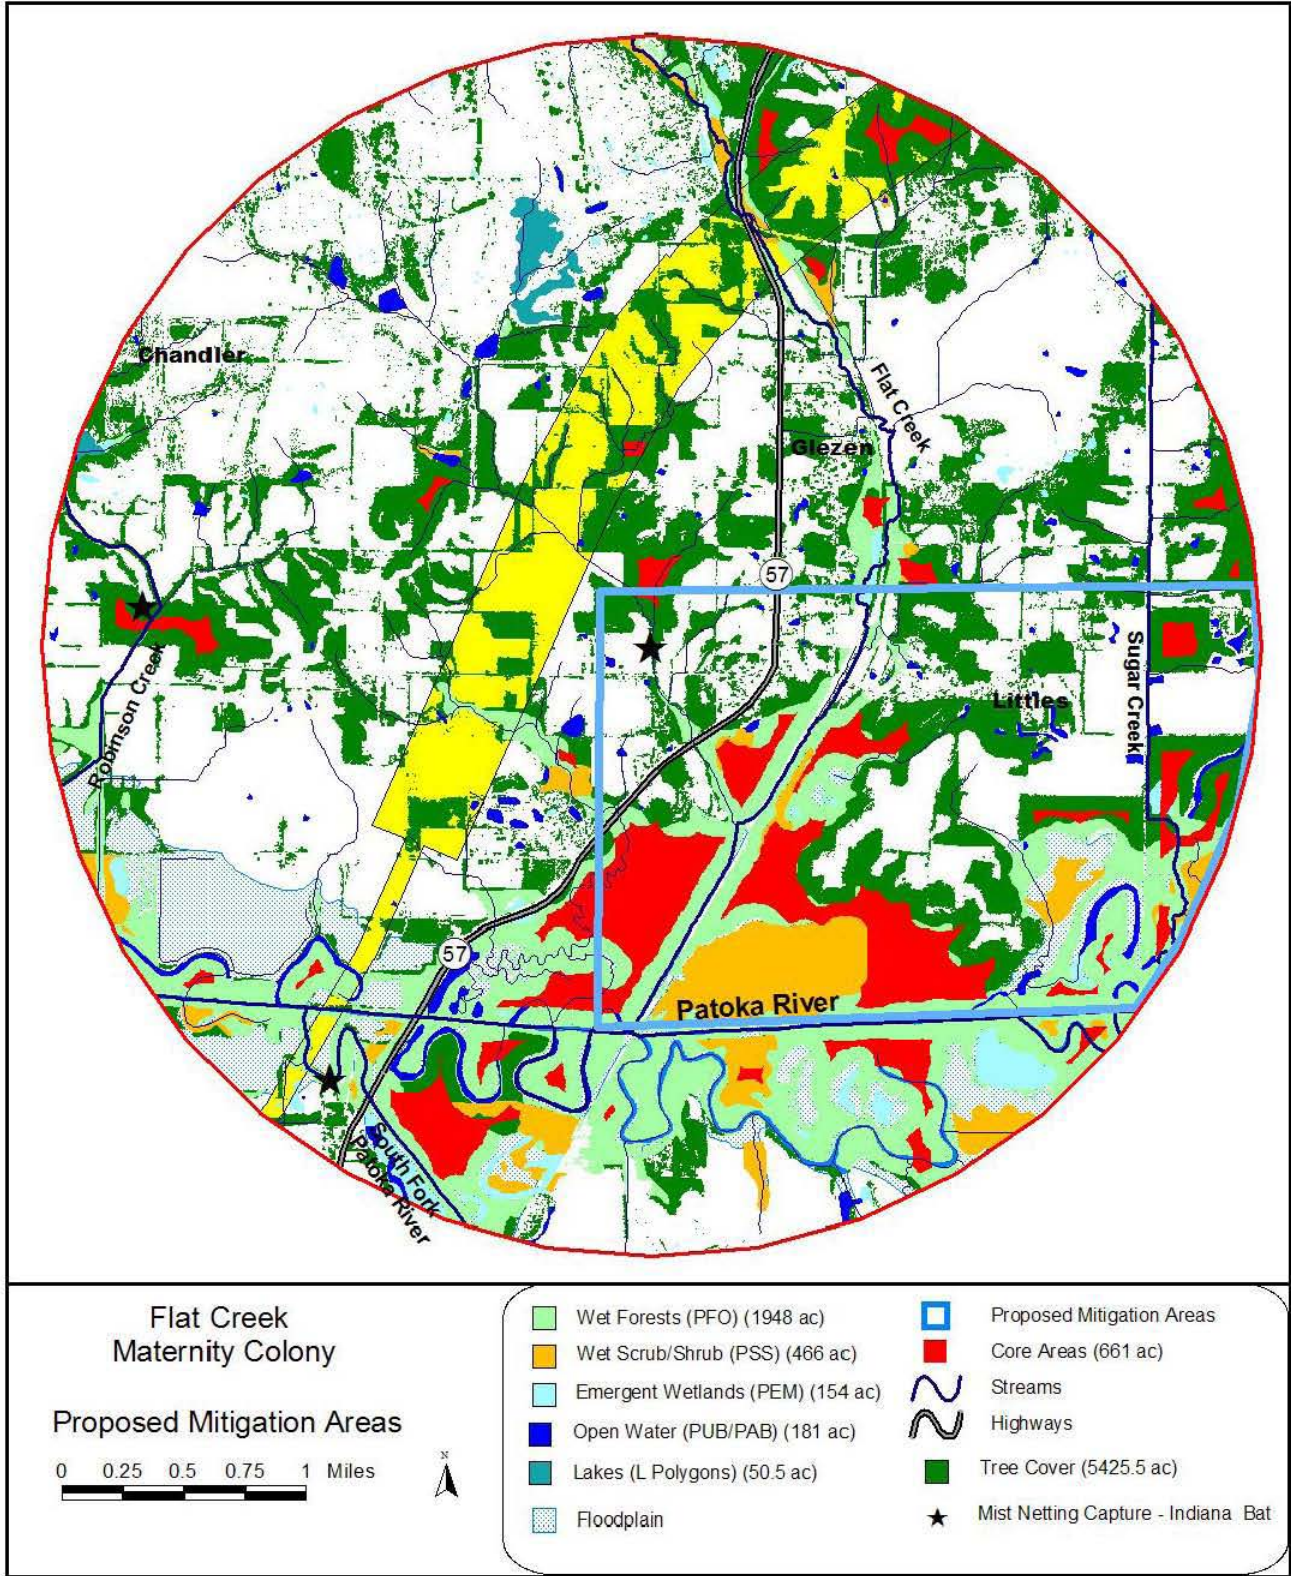 Chandler
Flat Creek
Glezen
57
Robinson Creek
Littles
Sugar Creek
57
Patoka River
South Fork
Patoka River
Flat Creek
Maternity Colony
Proposed Mitigation Areas
0 0.25 0.5 0.75 1 Miles
N
Wet Forests (PFO) (1948 ac)
Wet Scrub/Shrub (PSS) (466 ac)
Emergent Wetlands (PEM) (154 ac)
Open Water (PUB/PAB) (181 ac)
Lakes (L Polygons) (50.5 ac)
Floodplain
Proposed Mitigation Areas
Core Areas (661 ac)
Streams
Highways
Tree Cover (5425.5 ac)
Mist Netting Capture - Indiana Bat